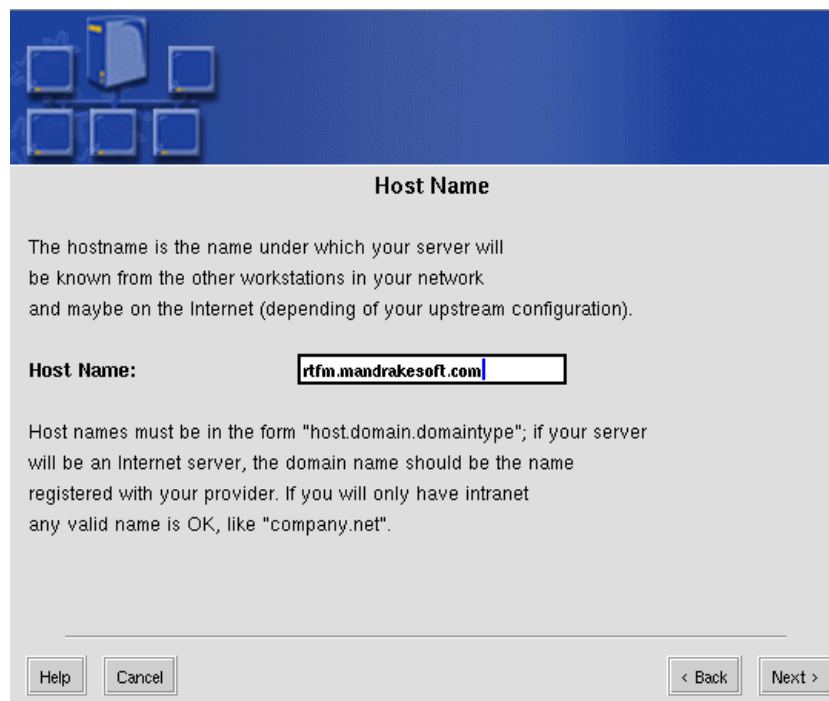 Host Name
The hostname is the name under which your server will
be known from the other workstations in your network
and maybe on the Internet (depending of your upstream configuration).
Host Name: rtfm.mandrakesoft.com
Host names must be in the form "host.domain.domaintype"; if your server
will be an Internet server, the domain name should be the name
registered with your provider. If you will only have intranet
any valid name is OK, like "company.net".
Help Cancel < Back Next >